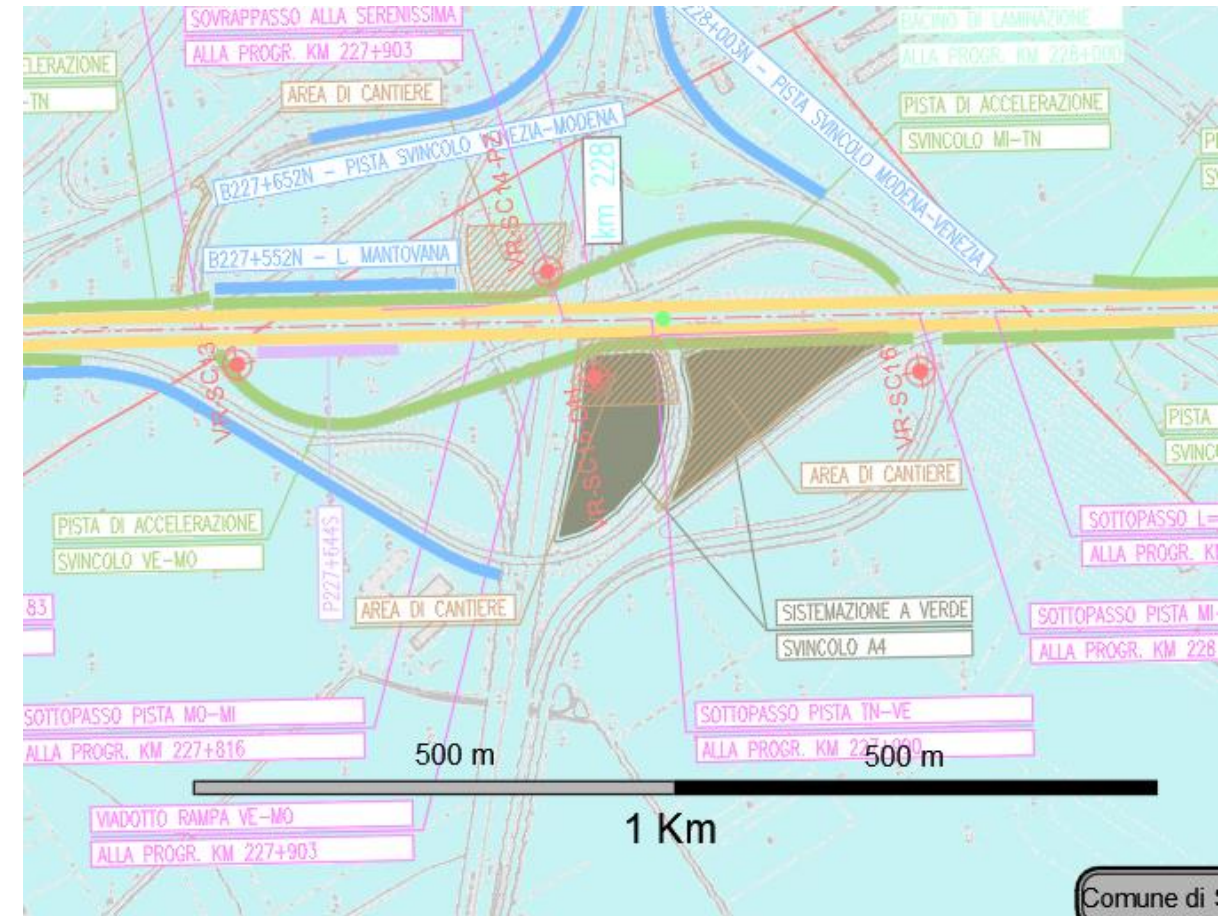 SOVRAPPASSO ALLA SERENISSIMA
ALLA PROGR. KM 227+903
BACINO DI LAMINAZIONE
ALLA PROGR. KM 228+000
-TN
AREA DI CANTIERE
PISTA DI ACCELERAZIONE
SVINCOLO MI-TN
B227+652N - PISTA SVINCOLO VENEZIA-MODENA
228+003N - PISTA SVINCOLO MODENA-VENEZIA
km 228
B227+552N - L MANTOVANA
VR-SC14-PZ
VR-SC13
VR-SC16
PISTA
AREA DI CANTIERE
PISTA DI ACCELERAZIONE
SVINCOLO VE-MO
P227+644S
SOTTOPASSO L=
ALLA PROGR.
AREA DI CANTIERE
SISTEMAZIONE A VERDE
SVINCOLO A4
83
SOTTOPASSO PISTA MI-
ALLA PROGR. KM 228
SOTTOPASSO PISTA MO-MI
ALLA PROGR. KM 227+816
SOTTOPASSO PISTA TN-VE
ALLA PROGR. KM
500 m
500 m
1 Km
VIADOTTO RAMPA VE-MO
ALLA PROGR. KM 227+903
Comune di